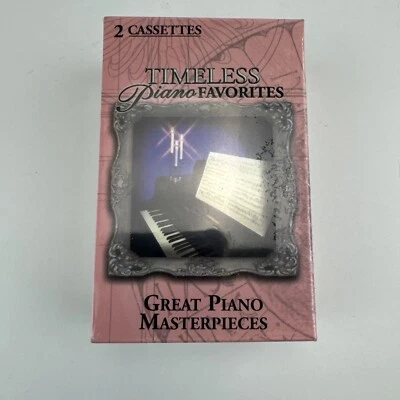 2 CASSETTES
TIMELESS
Piano FAVORITES
GREAT PIANO
MASTERPIECES